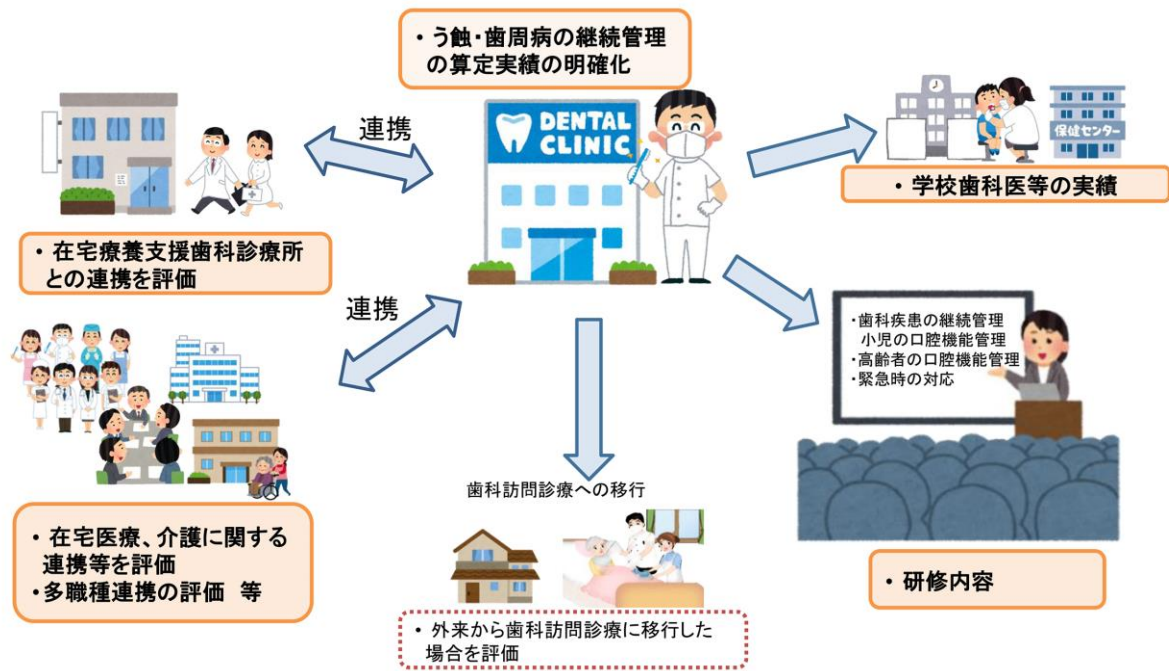 ・う蝕・歯周病の継続管理
の算定実績の明確化
DENTAL
CLINIC
連携
保健センター
・学校歯科医等の実績
・在宅療養支援歯科診療所
との連携を評価
連携
・歯科疾患の継続管理
小児の口腔機能管理
・高齢者の口腔機能管理
・緊急時の対応
歯科訪問診療への移行
・在宅医療、介護に関する
連携等を評価
・多職種連携の評価 等
・研修内容
・外来から歯科訪問診療に移行した
場合を評価